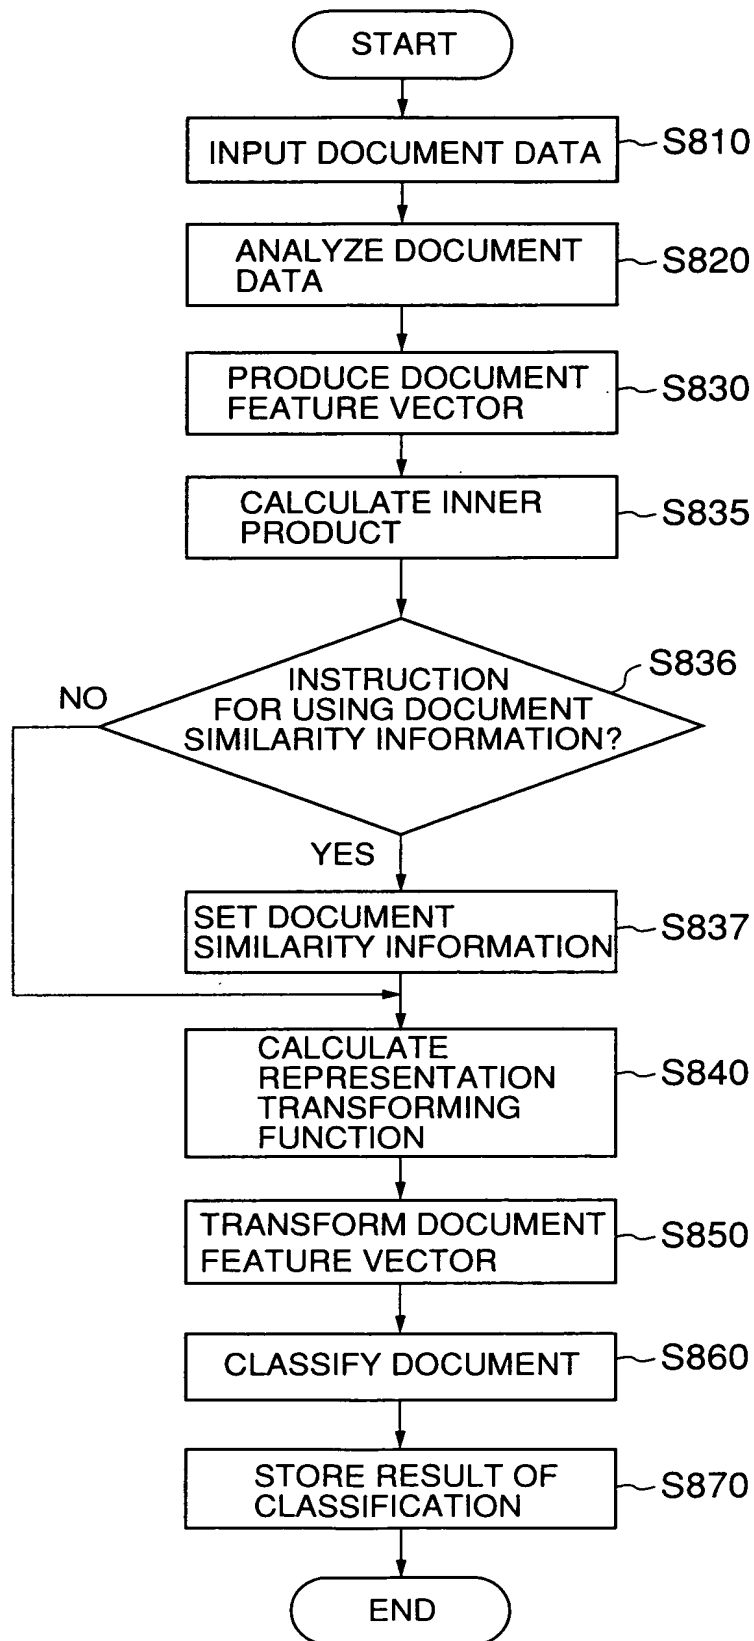 START
INPUT DOCUMENT DATA
S810
ANALYZE DOCUMENT
DATA
S820
PRODUCE DOCUMENT
FEATURE VECTOR
S830
CALCULATE INNER
PRODUCT
S835
INSTRUCTION
FOR USING DOCUMENT
SIMILARITY INFORMATION?
S836
NO
YES
SET DOCUMENT
SIMILARITY INFORMATION
S837
CALCULATE
REPRESENTATION
TRANSFORMING
FUNCTION
S840
TRANSFORM DOCUMENT
FEATURE VECTOR
S850
CLASSIFY DOCUMENT
S860
STORE RESULT OF
CLASSIFICATION
S870
END